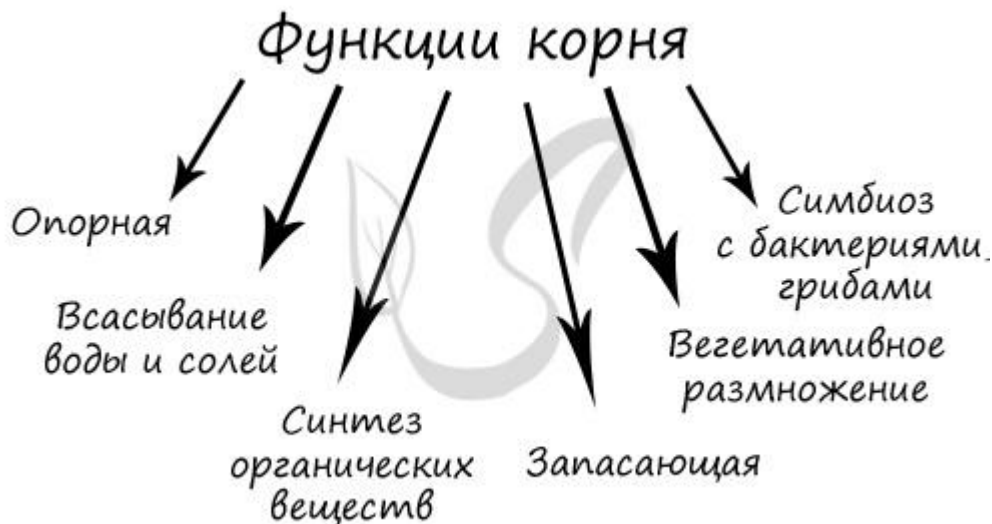 Функции корня
Опорная
Всасывание
воды и солей
Синтез
органических
веществ
Запасающая
Вегетативное
размножение
Симбиоз
с бактериями,
грибами